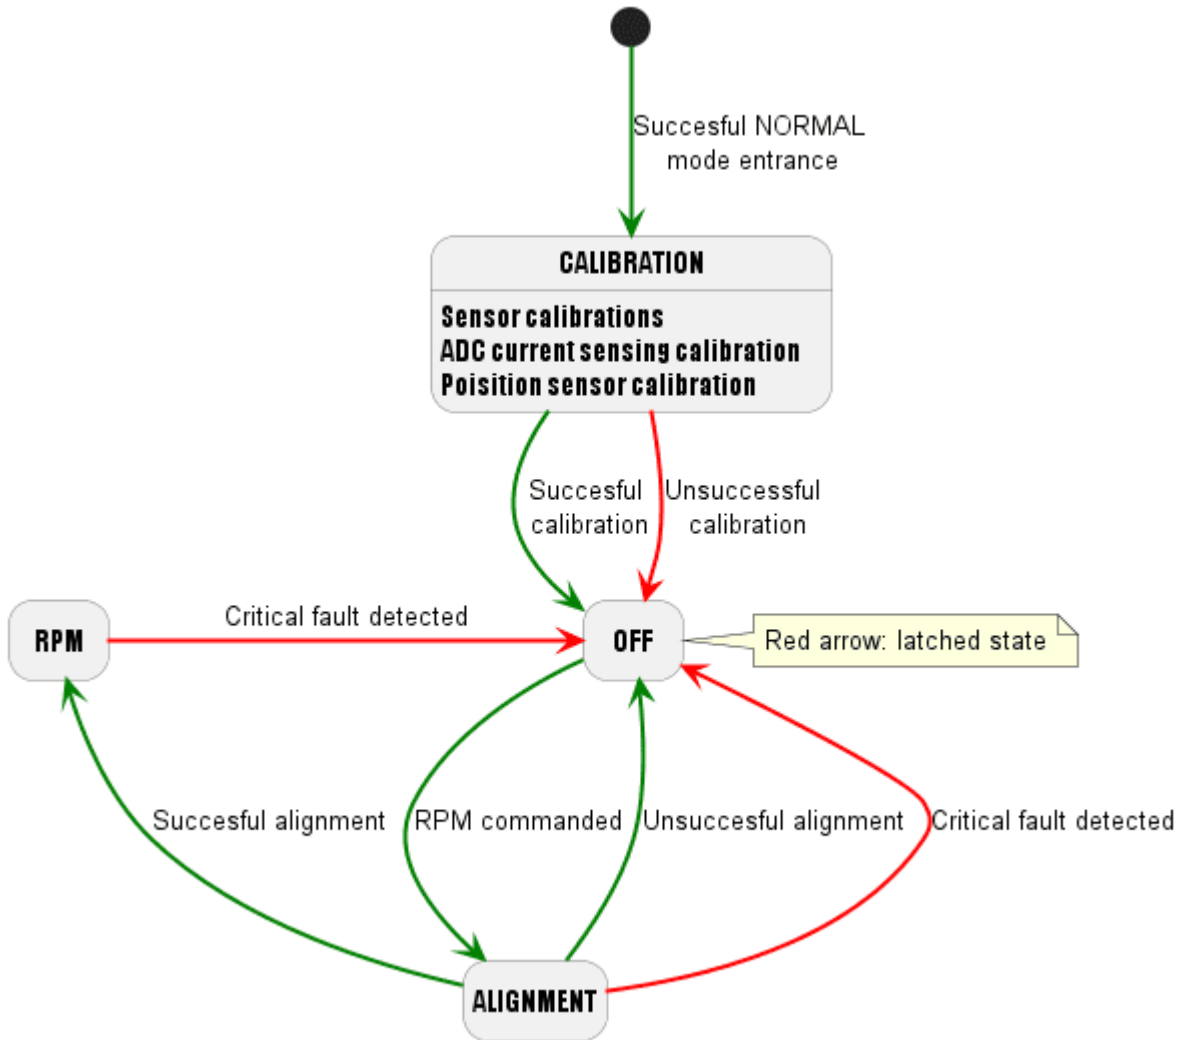 Succesful NORMAL
mode entrance
CALIBRATION
Sensor calibrations
ADC current sensing calibration
Poisition sensor calibration
Succesful
calibration
Unsuccessful
calibration
RPM
Critical fault detected
OFF
Red arrow: latched state
Succesful alignment
RPM commanded
Unsuccesful alignment
Critical fault detected
ALIGNMENT